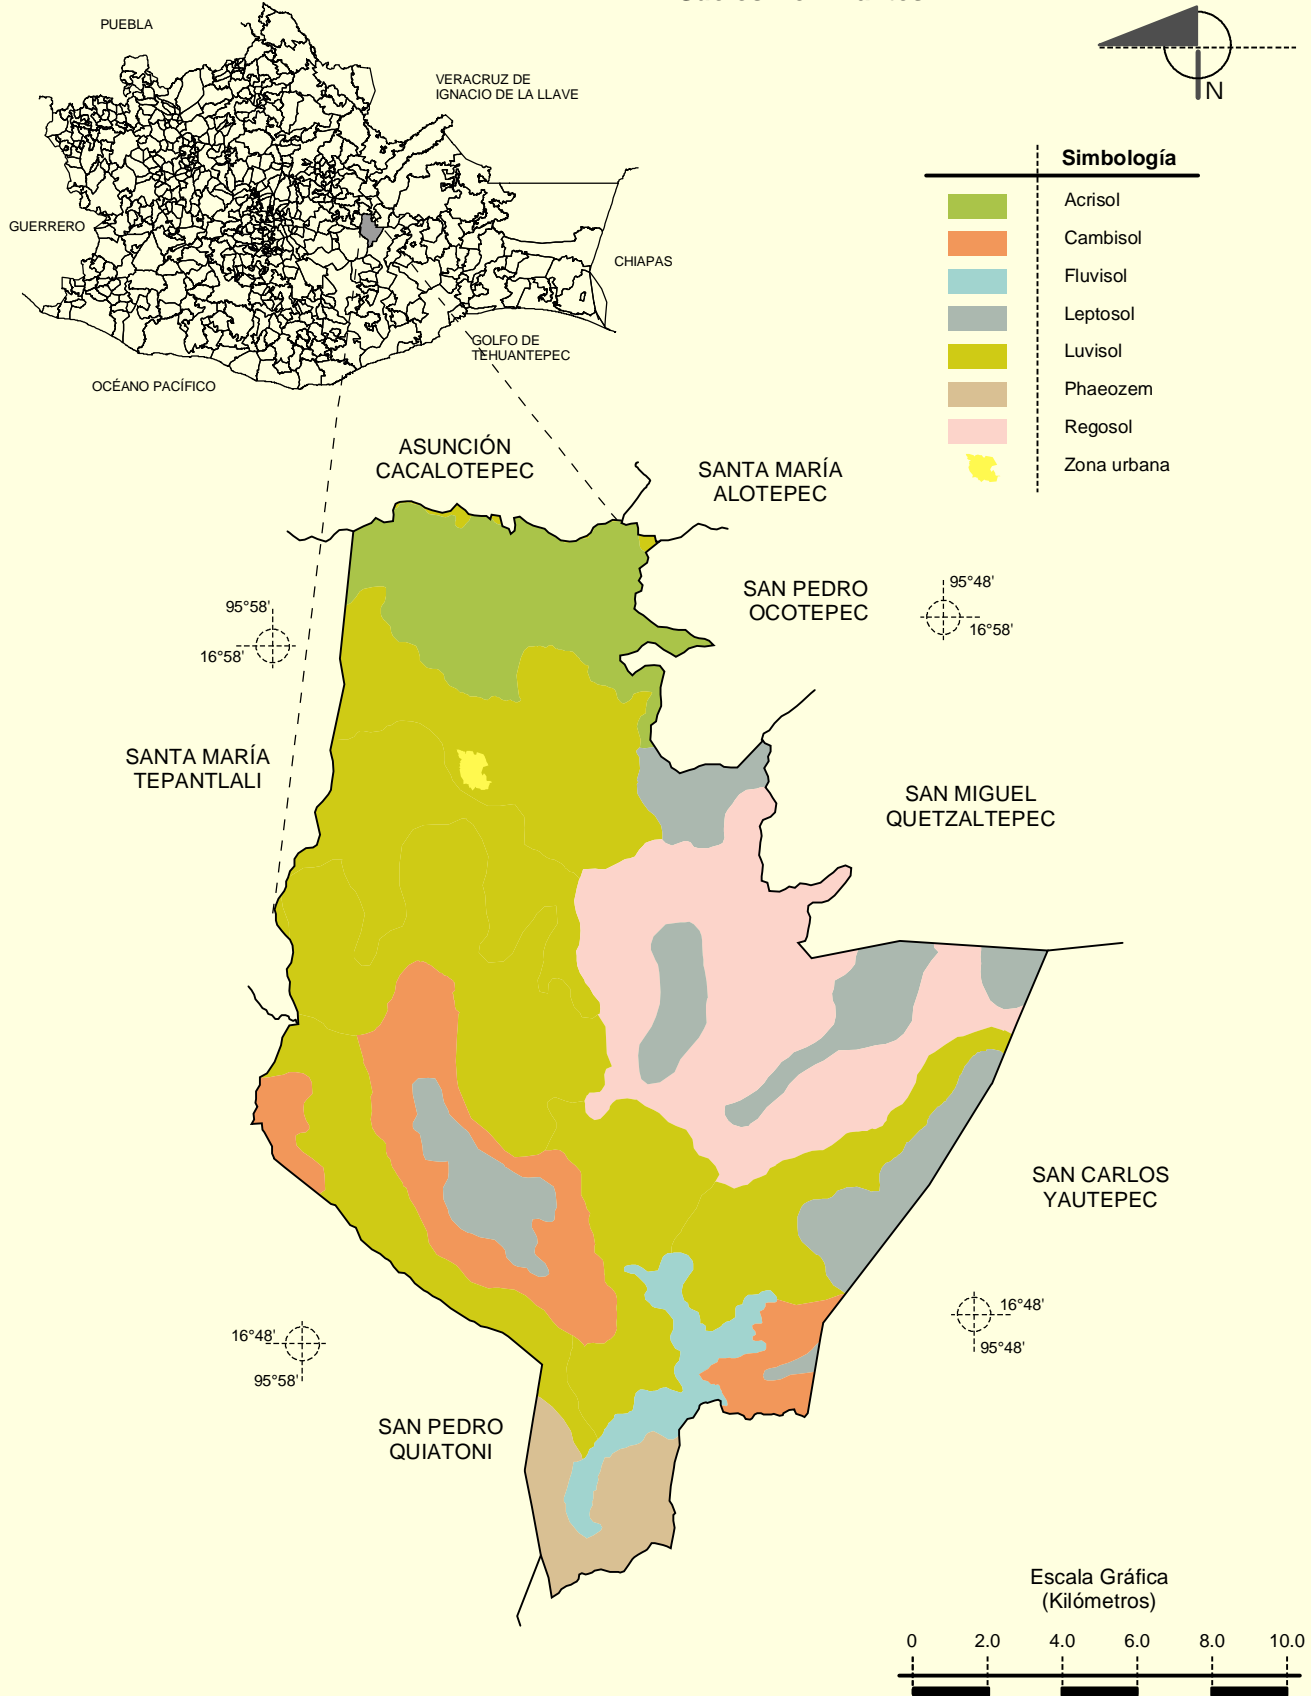 PUEBLA
VERACRUZ DE
IGNACIO DE LA LLAVE
GUERRERO
CHIAPAS
GOLFO DE
TEHUANTEPEC
OCÉANO PACÍFICO
N
Simbología
Acrisol
Cambisol
Fluvisol
Leptosol
Luvisol
Phaeozem
Regosol
Zona urbana
ASUNCIÓN
CACALOTEPEC
SANTA MARÍA
ALOTEPEC
SAN PEDRO
OCOTEPEC
95°48'
16°58'
95°58'
16°58'
SANTA MARÍA
TEPANTLALI
SAN MIGUEL
QUETZALTEPEC
SAN CARLOS
YAUTEPEC
16°48'
95°48'
16°48'
95°58'
SAN PEDRO
QUIATONI
Escala Gráfica
(Kilómetros)
0 2.0 4.0 6.0 8.0 10.0